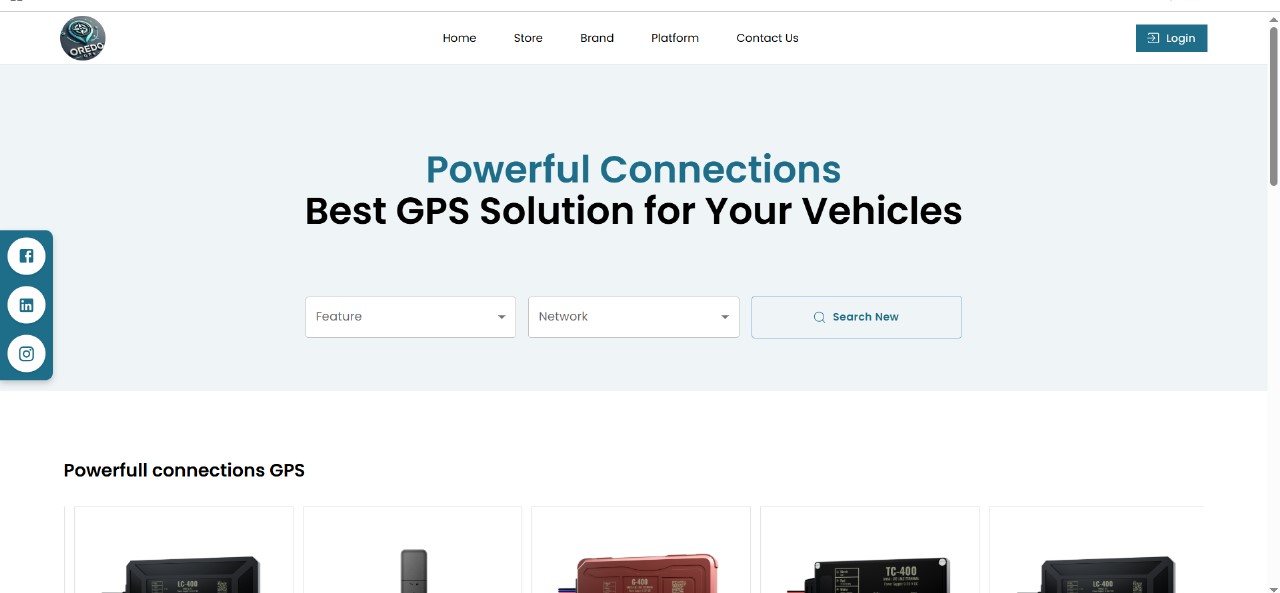 OREDO
Home
Store
Brand
Platform
Contact Us
Login
Powerful Connections
Best GPS Solution for Your Vehicles
Feature
Network
Search New
Powerfull connections GPS
LC-400
G-400
TC-400
LC-400